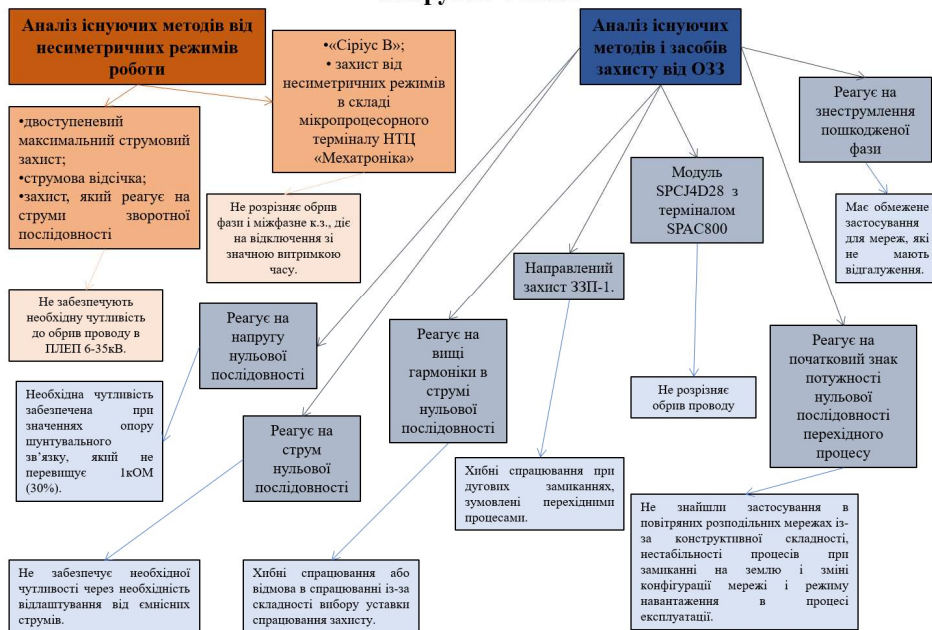 Аналіз існуючих методів від
несиметричних режимів
роботи
•«Сіріус В»;
• захист від
несиметричних режимів
в складі
мікропроцесорного
терміналу НТЦ
«Мехатроніка»
Аналіз існуючих
методів і засобів
захисту від ОЗЗ
Реагує на
знеструмлення
пошкодженої
фази
•двоступеневий
максимальний струмовий
захист;
•струмова відсічка;
•захист, який реагує на
струми зворотної
послідовності
Не розрізняє обрив
фази і міжфазне к.з., діє
на відключення зі
значною витримкою
часу.
Модуль
SPCJ4D28 з
терміналом
SPAC800
Має обмежене
застосування
для мереж, які
не мають
відгалуження.
Направлений
захист ЗЗП-1.
Не забезпечують
необхідну чутливість
до обрив проводу в
ПЛЕП 6-35кВ.
Реагує на
напругу
нульової
послідовності
Реагує на
вищі
гармоніки в
струмі
нульової
послідовності
Реагує на
початковий знак
потужності
нульової
послідовності
перехідного
процесу
Необхідна чутливість
забезпечена при
значеннях опору
шунтувального
зв’язку, який не
перевищує 1кОМ
(30%).
Реагує на
струм
нульової
послідовності
Не розрізняє
обрив проводу
Хибні спрацювання при
дугових замиканнях,
зумовлені перехідними
процесами.
Не знайшли застосування в
повітряних розподільних мережах із-
за конструктивної складності,
нестабільності процесів при
замиканні на землю і зміні
конфігурації мережі і режиму
навантаження в процесі
експлуатації.
Не забезпечує необхідної
чутливості через необхідність
відлаштування від ємнісних
струмів.
Хибні спрацювання або
відмова в спрацюванні із-за
складності вибору уставки
спрацювання захисту.